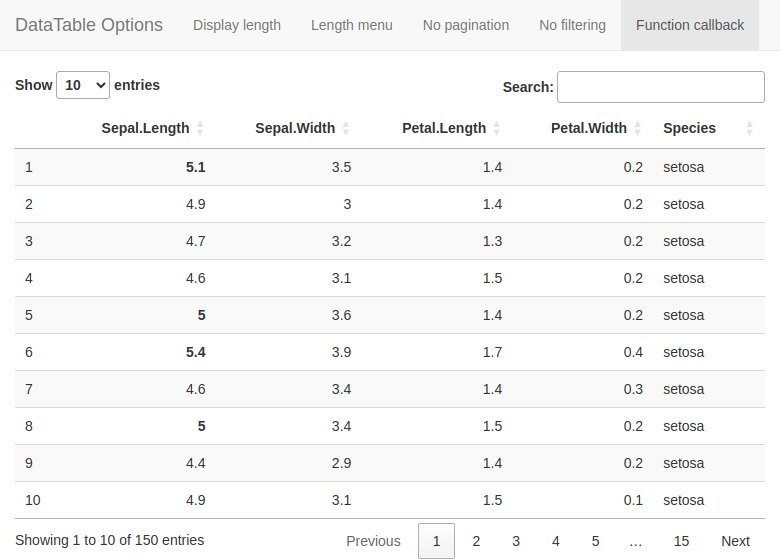 DataTable Options Display length Length menu No pagination No filtering Function callback
Show 10 entries Search:
Sepal.Length Sepal.Width Petal.Length Petal.Width Species
1 5.1 3.5 1.4 0.2 setosa
2 4.9 3 1.4 0.2 setosa
3 4.7 3.2 1.3 0.2 setosa
4 4.6 3.1 1.5 0.2 setosa
5 5 3.6 1.4 0.2 setosa
6 5.4 3.9 1.7 0.4 setosa
7 4.6 3.4 1.4 0.3 setosa
8 5 3.4 1.5 0.2 setosa
9 4.4 2.9 1.4 0.2 setosa
10 4.9 3.1 1.5 0.1 setosa
Showing 1 to 10 of 150 entries Previous 1 2 3 4 5 … 15 Next